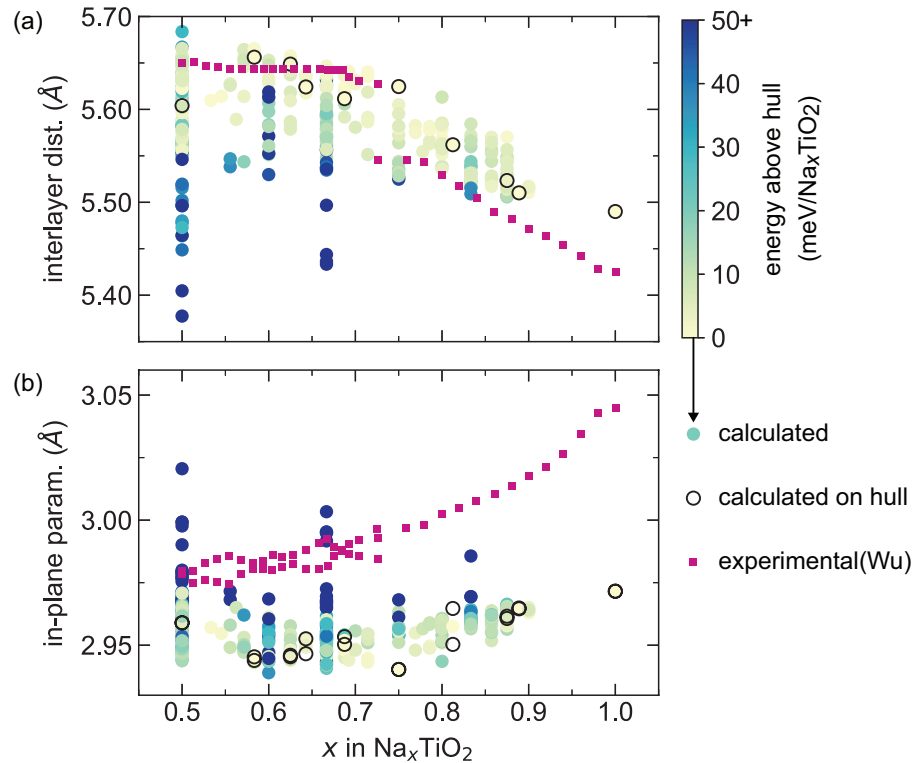 (a)
5.70
5.60
5.50
5.40
interlayer dist. (Å)
50+
40
30
20
10
0
energy above hull
(meV/NaxTiO2)
(b)
3.05
3.00
2.95
in-plane param. (Å)
0.5 0.6 0.7 0.8 0.9 1.0
x in NaxTiO2
calculated
calculated on hull
experimental(Wu)